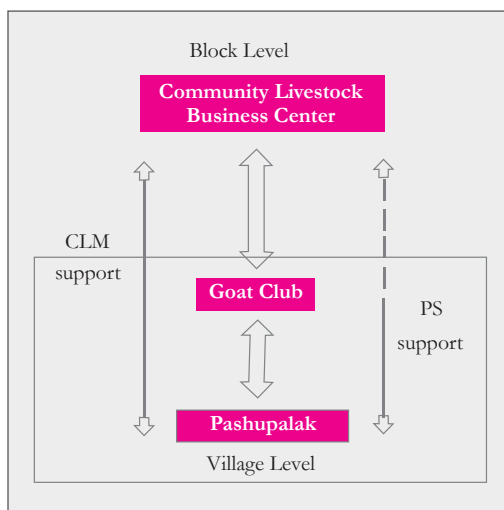 Block Level
Community Livestock
Business Center
CLM
support
Goat Club
PS
support
Pashupalak
Village Level